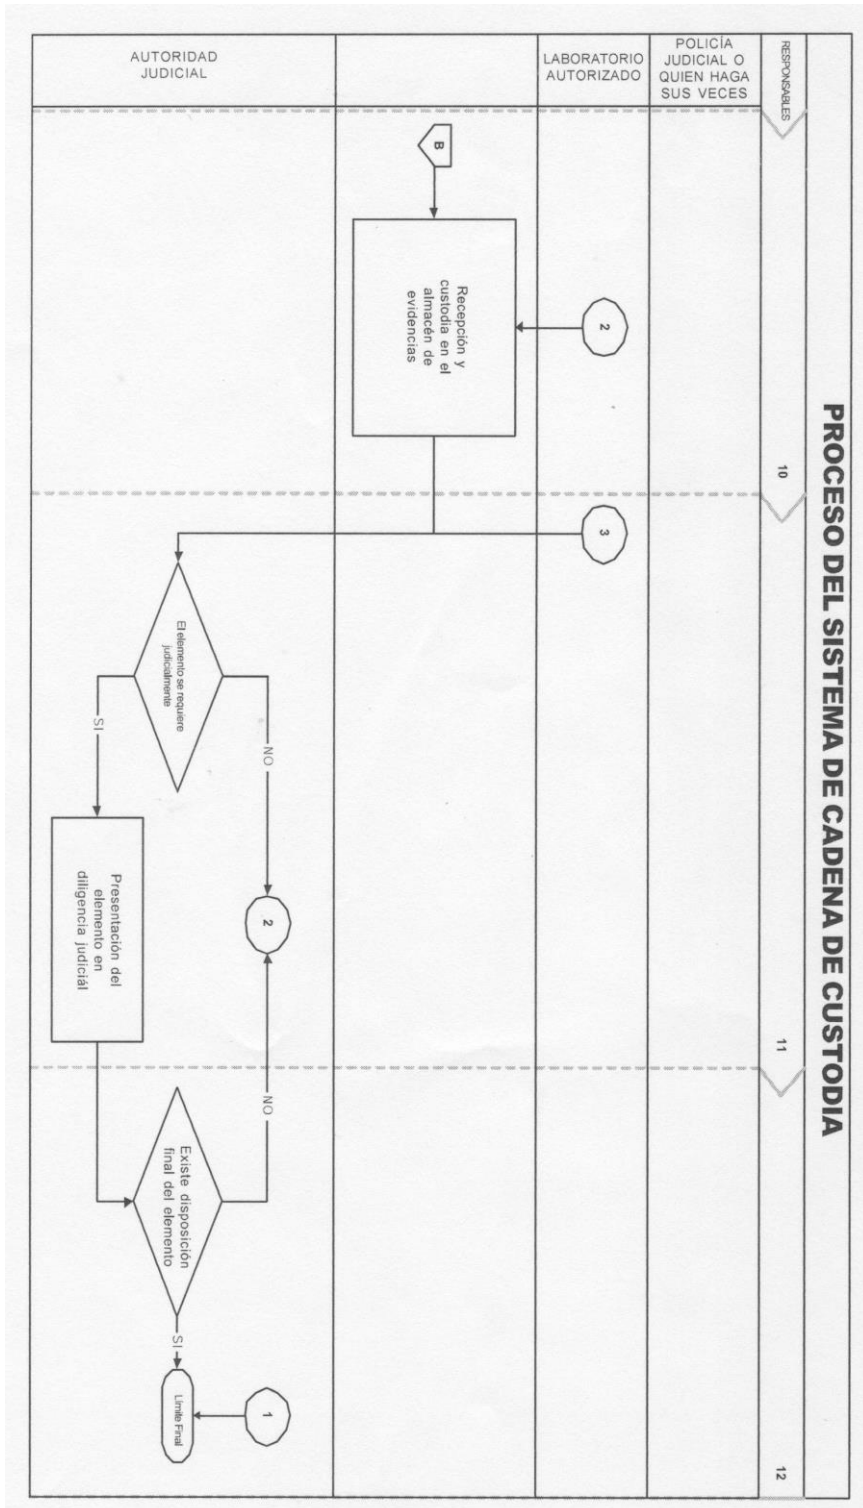 PROCESO DEL SISTEMA DE CADENA DE CUSTODIA
RESPONSABLES
10
11
12
POLICÍA
JUDICIAL O
QUIEN HAGA
SUS VECES
LABORATORIO
AUTORIZADO
AUTORIDAD
JUDICIAL
B
2
Recepción y
custodia en el
almacén de
evidencias
3
El elemento se requiere
judicialmente
NO
SI
2
Presentación del
elemento en
diligencia judiciál
NO
Existe disposición
final del elemento
SI
1
Límite Final